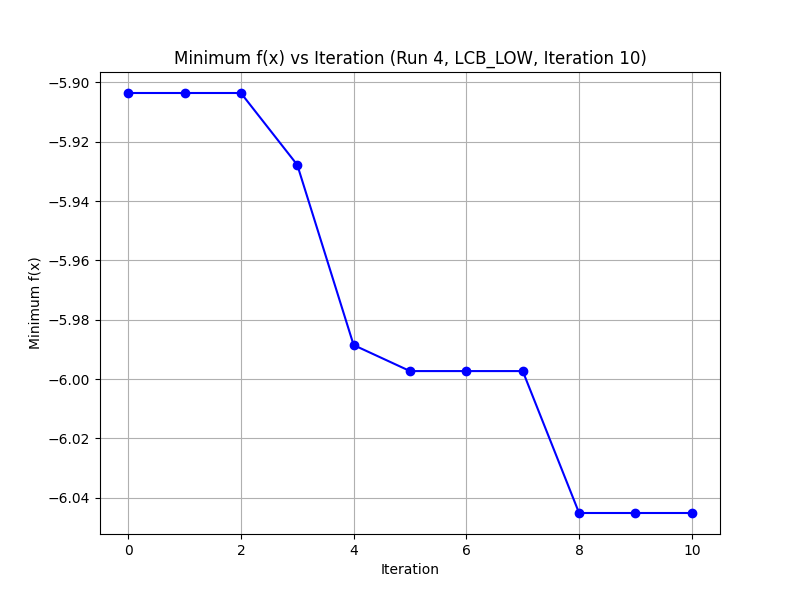 Minimum f(x) vs Iteration (Run 4, LCB_LOW, Iteration 10)
Minimum f(x)
−5.90
−5.92
−5.94
−5.96
−5.98
−6.00
−6.02
−6.04
0 2 4 6 8 10
Iteration